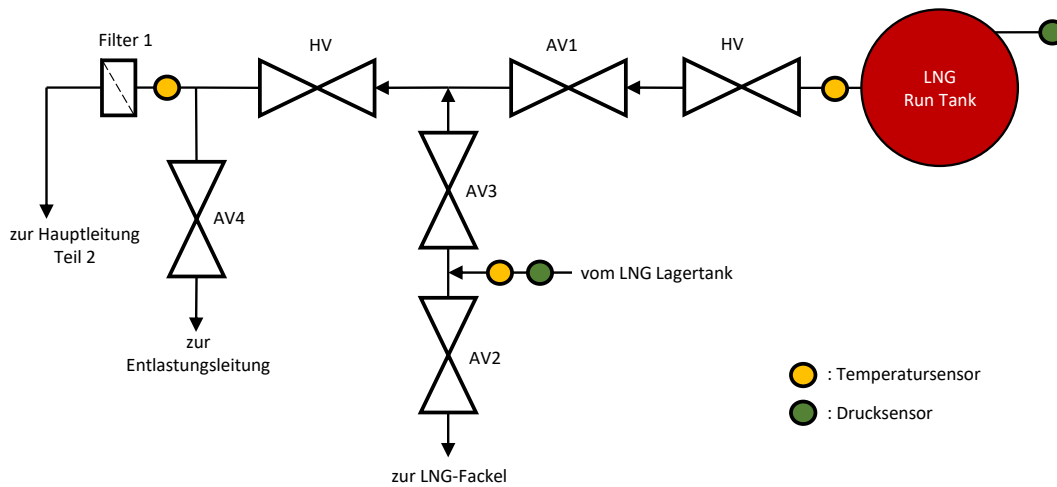 Filter 1
HV
AV1
HV
LNG
Run Tank
AV3
AV4
zur Hauptleitung
Teil 2
vom LNG Lagertank
zur
Entlastungsleitung
AV2
: Temperatursensor
: Drucksensor
zur LNG-Fackel